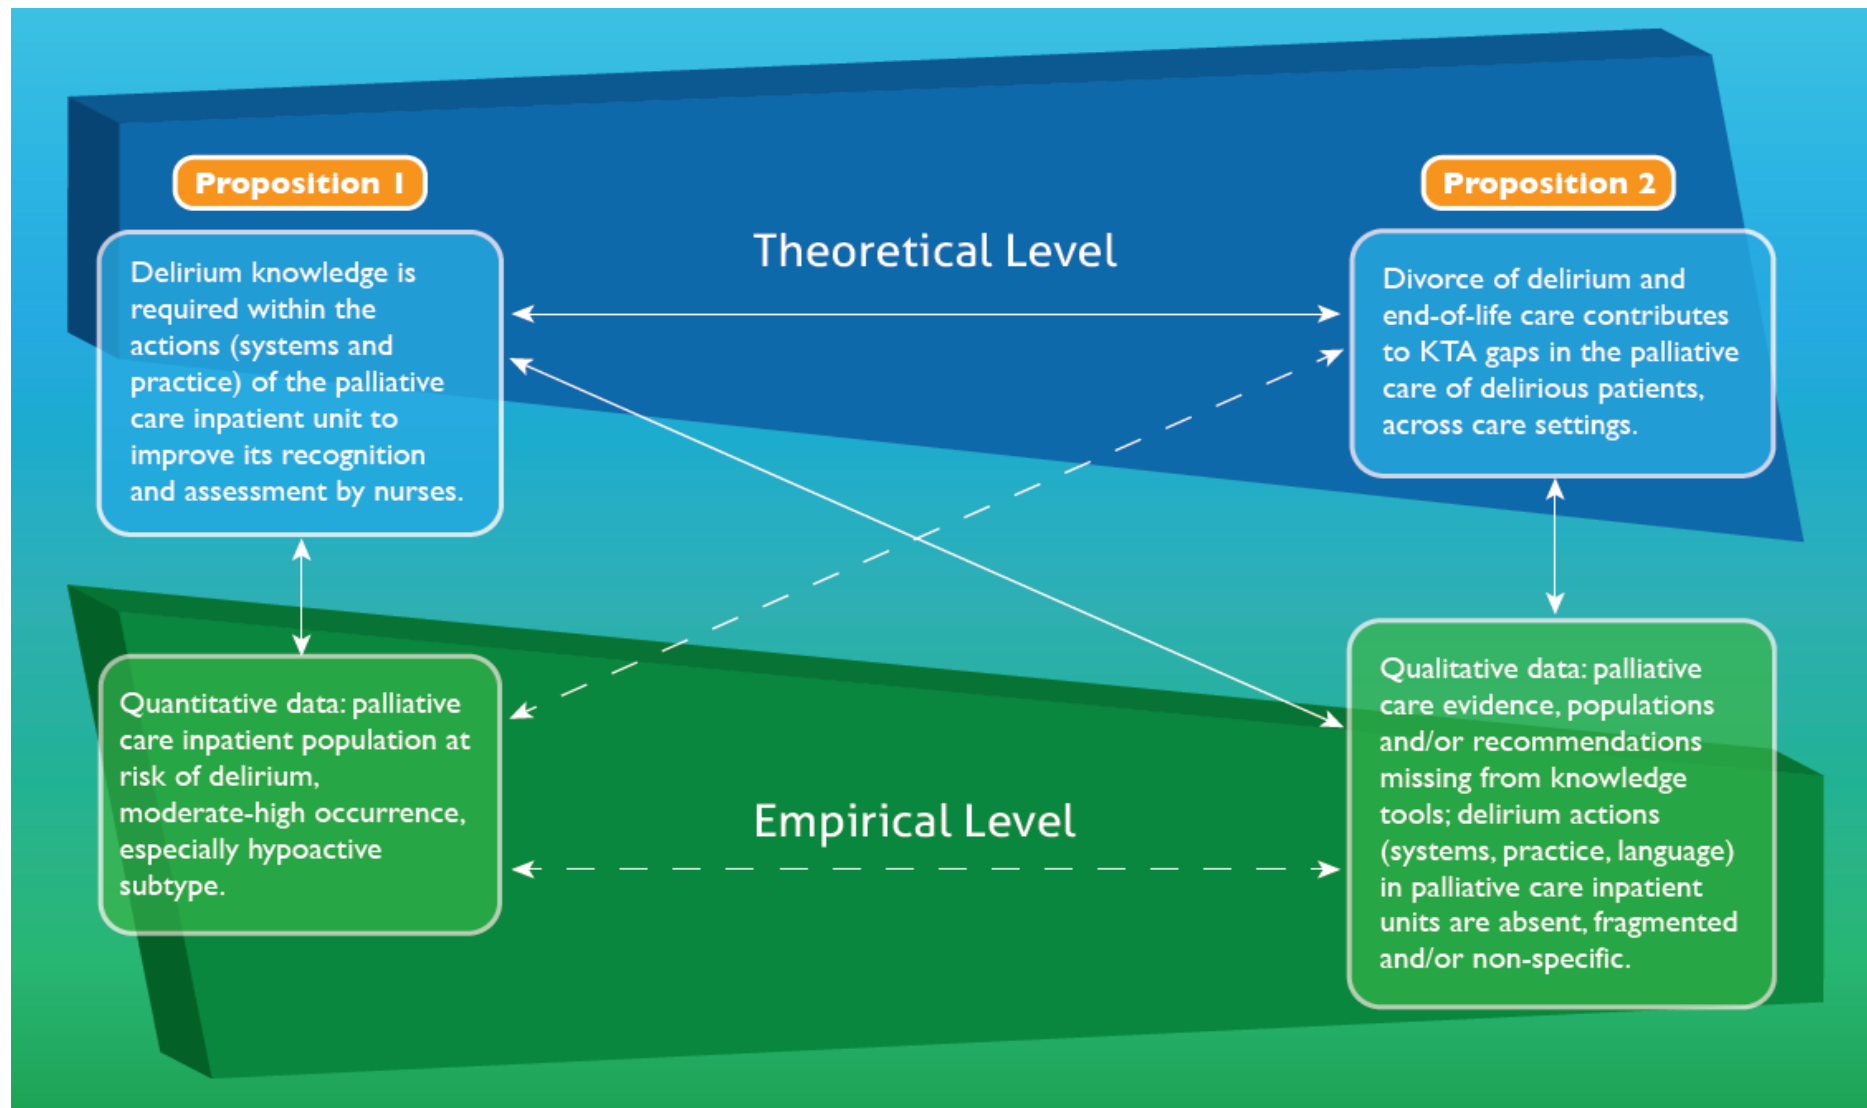 Proposition 1
Proposition 2
Theoretical Level
Delirium knowledge is
required within the
actions (systems and
practice) of the palliative
care inpatient unit to
improve its recognition
and assessment by nurses.
Divorce of delirium and
end-of-life care contributes
to KTA gaps in the palliative
care of delirious patients,
across care settings.
Quantitative data: palliative
care inpatient population at
risk of delirium,
moderate-high occurrence,
especially hypoactive
subtype.
Empirical Level
Qualitative data: palliative
care evidence, populations
and/or recommendations
missing from knowledge
tools; delirium actions
(systems, practice, language)
in palliative care inpatient
units are absent, fragmented
and/or non-specific.